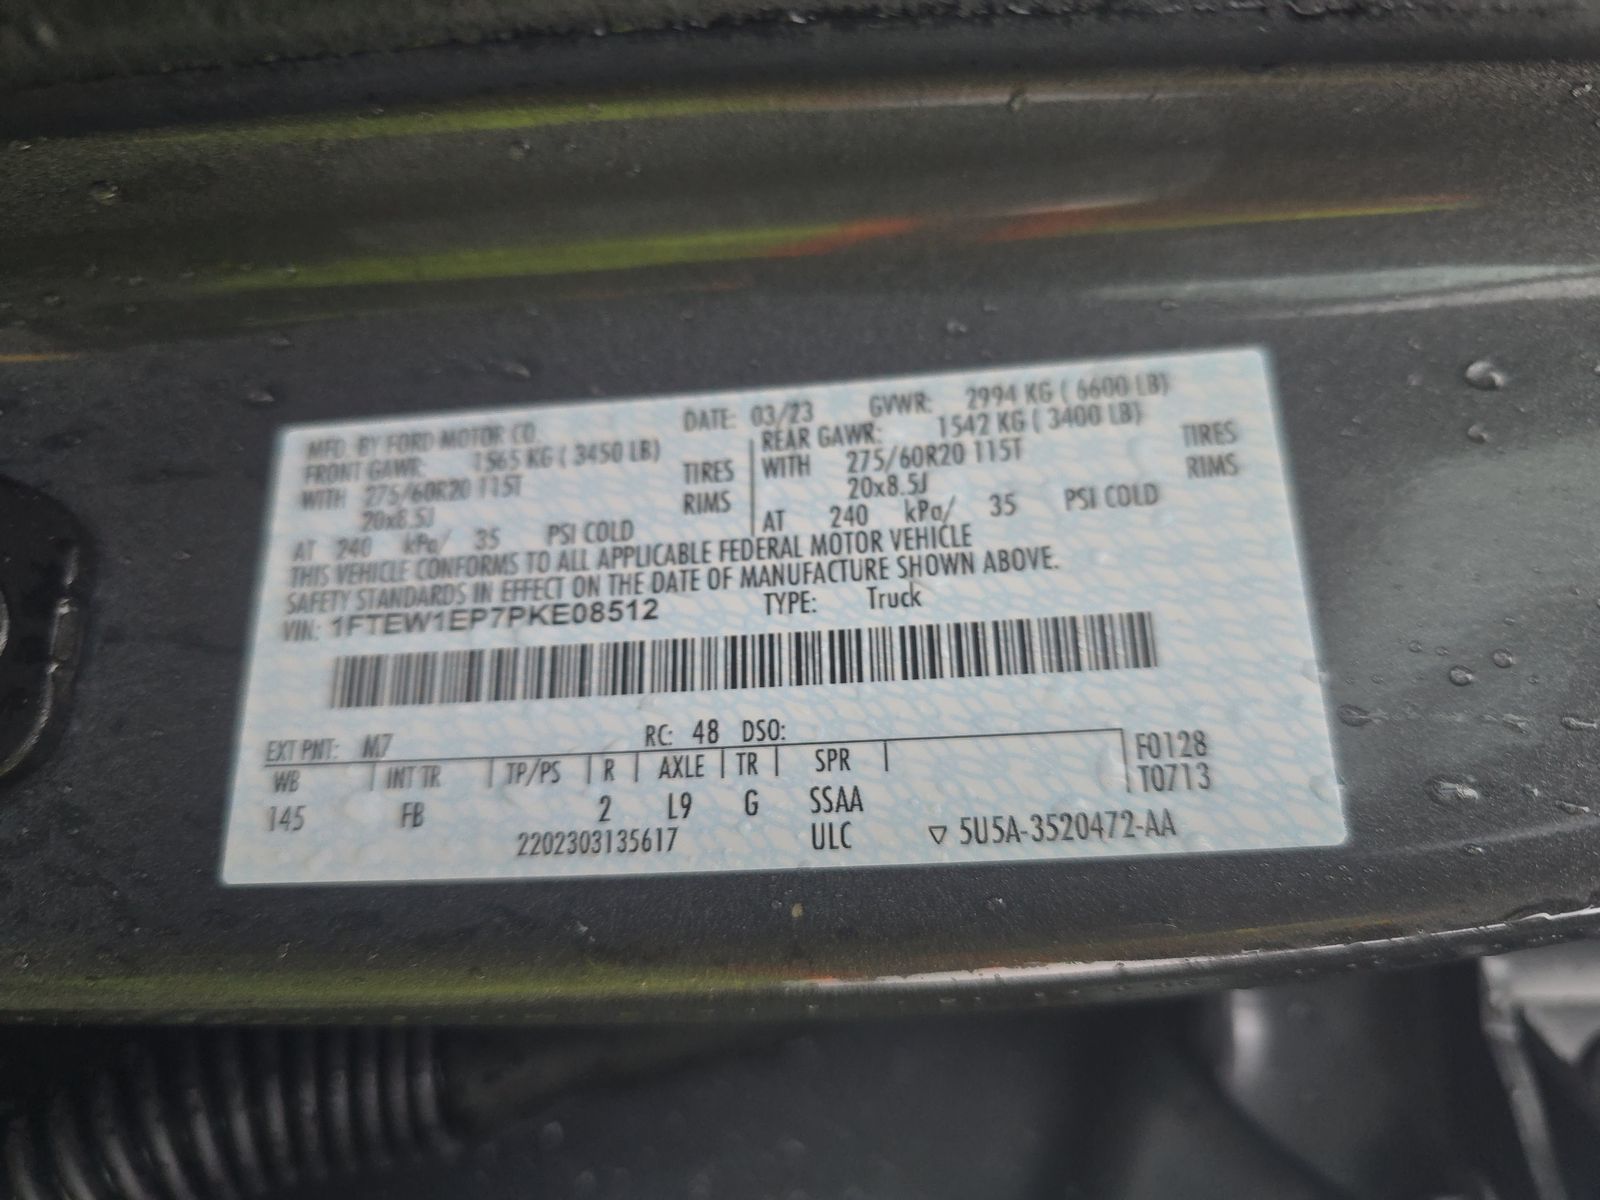 MFD. BY FORD MOTOR CO. DATE: 03/23 GVWR: 2994 KG ( 6600 LB)
FRONT GAWR: 1565 KG ( 3450 LB) REAR GAWR: 1542 KG ( 3400 LB)
WITH 275/60R20 115T TIRES WITH 275/60R20 115T TIRES
20x8.5J RIMS 20x8.5J RIMS
AT 240 kPa/ 35 PSI COLD AT 240 kPa/ 35 PSI COLD
THIS VEHICLE CONFORMS TO ALL APPLICABLE FEDERAL MOTOR VEHICLE
SAFETY STANDARDS IN EFFECT ON THE DATE OF MANUFACTURE SHOWN ABOVE.
VIN: 1FTEW1EP7PKE08512 TYPE: Truck
EXT PNT: M7 RC: 48 DSO:
WB INT TR TP/PS R AXLE TR SPR F0128
145 FB 2 L9 G SSAA T0713
2202303135617 ULC ▽ 5U5A-3520472-AA